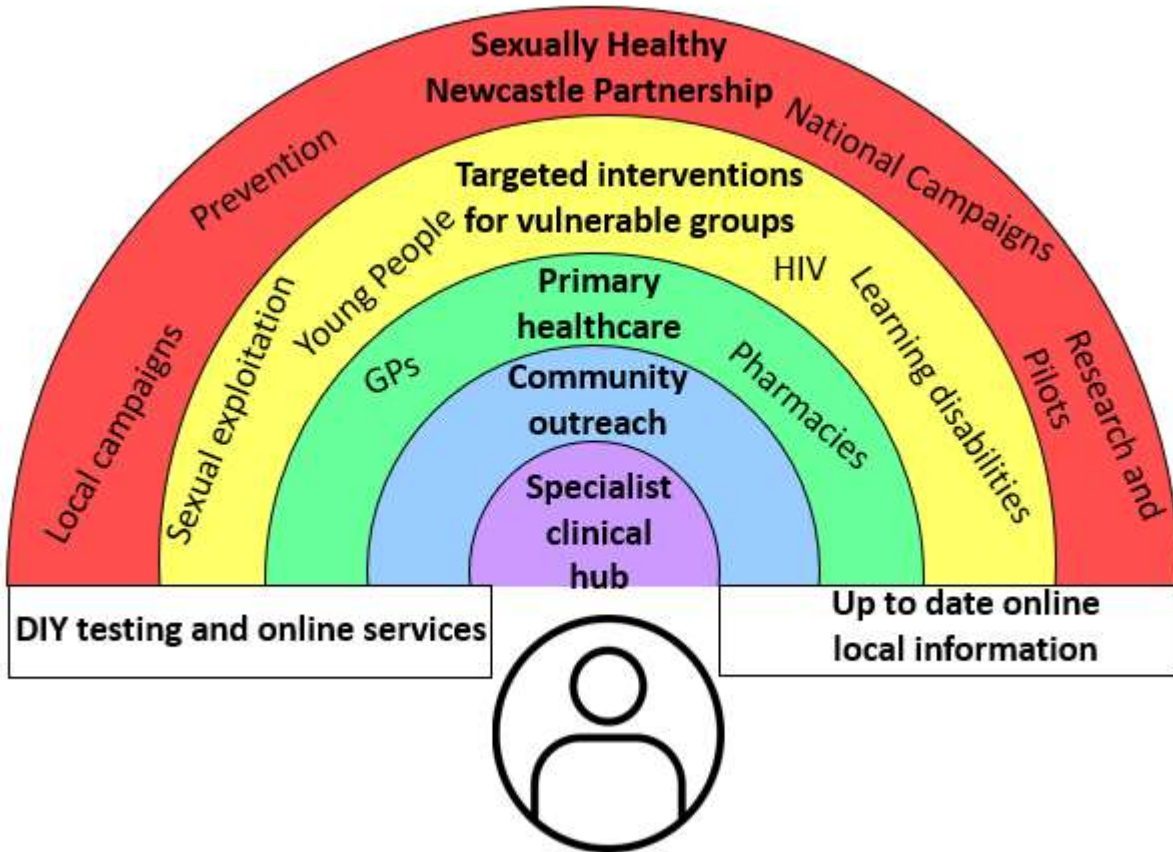 Sexually Healthy
Newcastle Partnership
Prevention
National Campaigns
Local campaigns
Research and
Pilots
Targeted interventions
for vulnerable groups
Young People
HIV
Sexual exploitation
Learning disabilities
Primary
healthcare
GPs
Pharmacies
Community
outreach
Specialist
clinical
hub
DIY testing and online services
Up to date online
local information